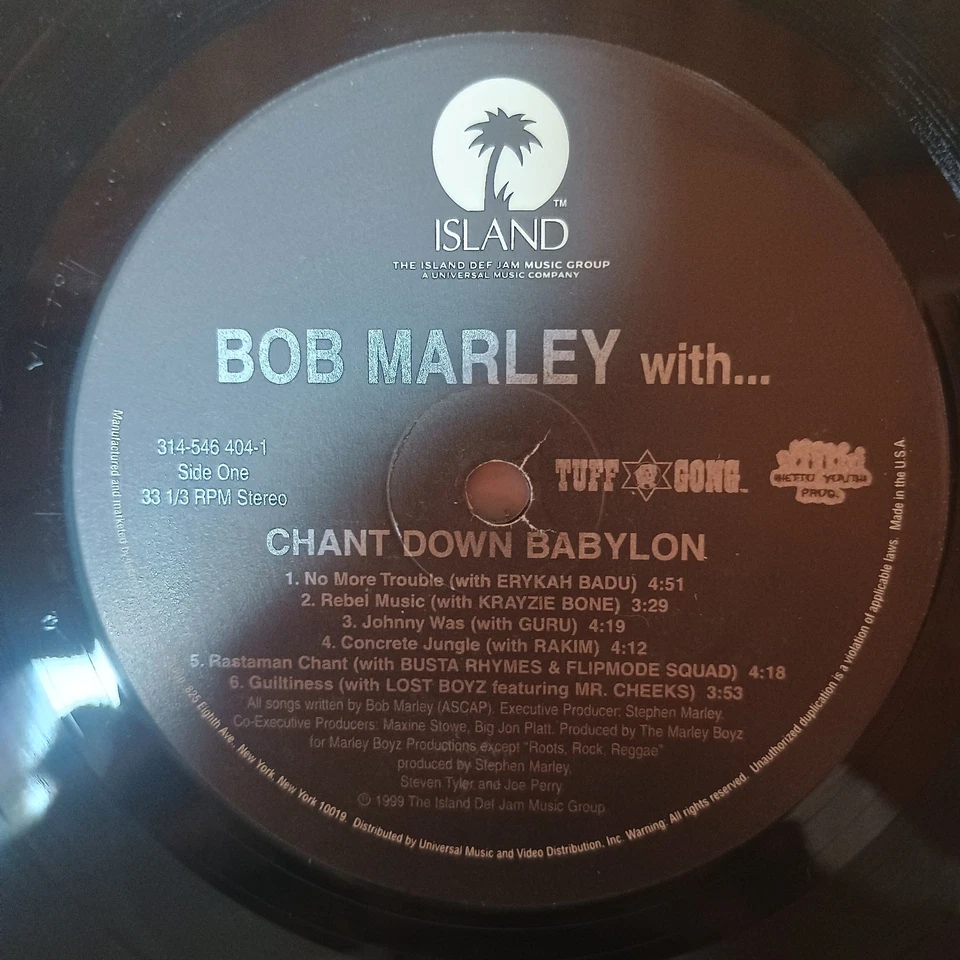 TM
ISLAND
THE ISLAND DEF JAM MUSIC GROUP
A UNIVERSAL MUSIC COMPANY
BOB MARLEY with...
314-546 404-1
Side One
33 1/3 RPM Stereo
TUFF GONG
GHETTO YOUTHS
PROD.
CHANT DOWN BABYLON
1. No More Trouble (with ERYKAH BADU) 4:51
2. Rebel Music (with KRAYZIE BONE) 3:29
3. Johnny Was (with GURU) 4:19
4. Concrete Jungle (with RAKIM) 4:12
5. Rastaman Chant (with BUSTA RHYMES & FLIPMODE SQUAD) 4:18
6. Guiltiness (with LOST BOYZ featuring MR. CHEEKS) 3:53
All songs written by Bob Marley (ASCAP). Executive Producer: Stephen Marley.
Co-Executive Producers: Maxine Stowe, Big Jon Platt. Produced by The Marley Boyz
for Marley Boyz Productions except "Roots, Rock, Reggae"
produced by Stephen Marley,
Steven Tyler and Joe Perry
℗ 1999 The Island Def Jam Music Group
Manufactured and marketed by 825 Eighth Ave., New York, New York 10019. Distributed by Universal Music and Video Distribution, Inc. Warning: All rights reserved. Unauthorized duplication is a violation of applicable laws. Made in the U.S.A.